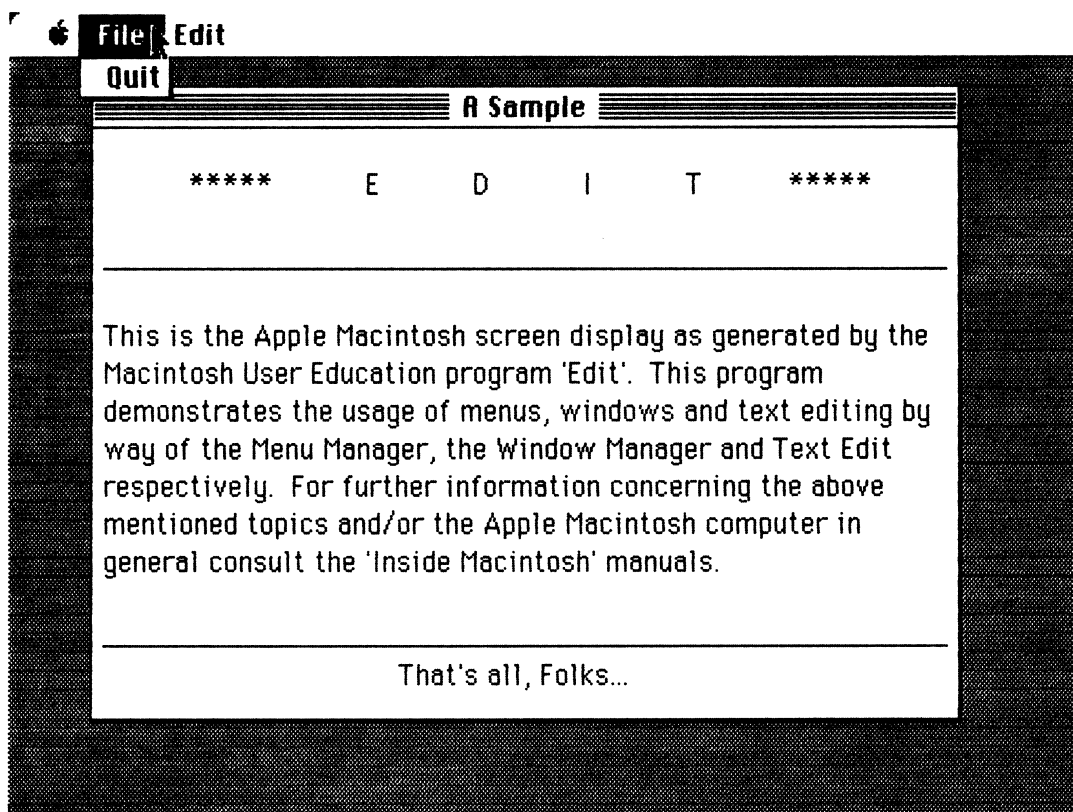 File Edit
Quit
A Sample
***** E D I T *****
This is the Apple Macintosh screen display as generated by the
Macintosh User Education program 'Edit'.  This program
demonstrates the usage of menus, windows and text editing by
way of the Menu Manager, the Window Manager and Text Edit
respectively.  For further information concerning the above
mentioned topics and/or the Apple Macintosh computer in
general consult the 'Inside Macintosh' manuals.
That's all, Folks...